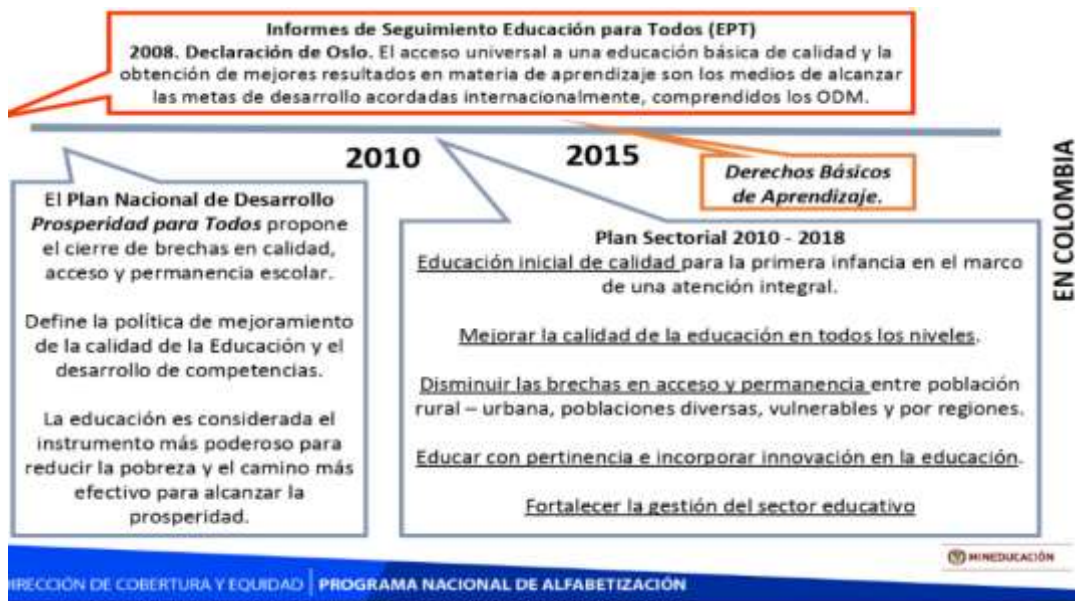 Informes de Seguimiento Educación para Todos (EPT)
2008. Declaración de Oslo. El acceso universal a una educación básica de calidad y la
obtención de mejores resultados en materia de aprendizaje son los medios de alcanzar
las metas de desarrollo acordadas internacionalmente, comprendidos los ODM.
2010
2015
Derechos Básicos
de Aprendizaje.
EN COLOMBIA
El Plan Nacional de Desarrollo
Prosperidad para Todos propone
el cierre de brechas en calidad,
acceso y permanencia escolar.
Define la política de mejoramiento
de la calidad de la Educación y el
desarrollo de competencias.
La educación es considerada el
instrumento más poderoso para
reducir la pobreza y el camino más
efectivo para alcanzar la
prosperidad.
Plan Sectorial 2010 - 2018
Educación inicial de calidad para la primera infancia en el marco
de una atención integral.
Mejorar la calidad de la educación en todos los niveles.
Disminuir las brechas en acceso y permanencia entre población
rural – urbana, poblaciones diversas, vulnerables y por regiones.
Educar con pertinencia e incorporar innovación en la educación.
Fortalecer la gestión del sector educativo
MINEDUCACIÓN
IRECCIÓN DE COBERTURA Y EQUIDAD | PROGRAMA NACIONAL DE ALFABETIZACIÓN